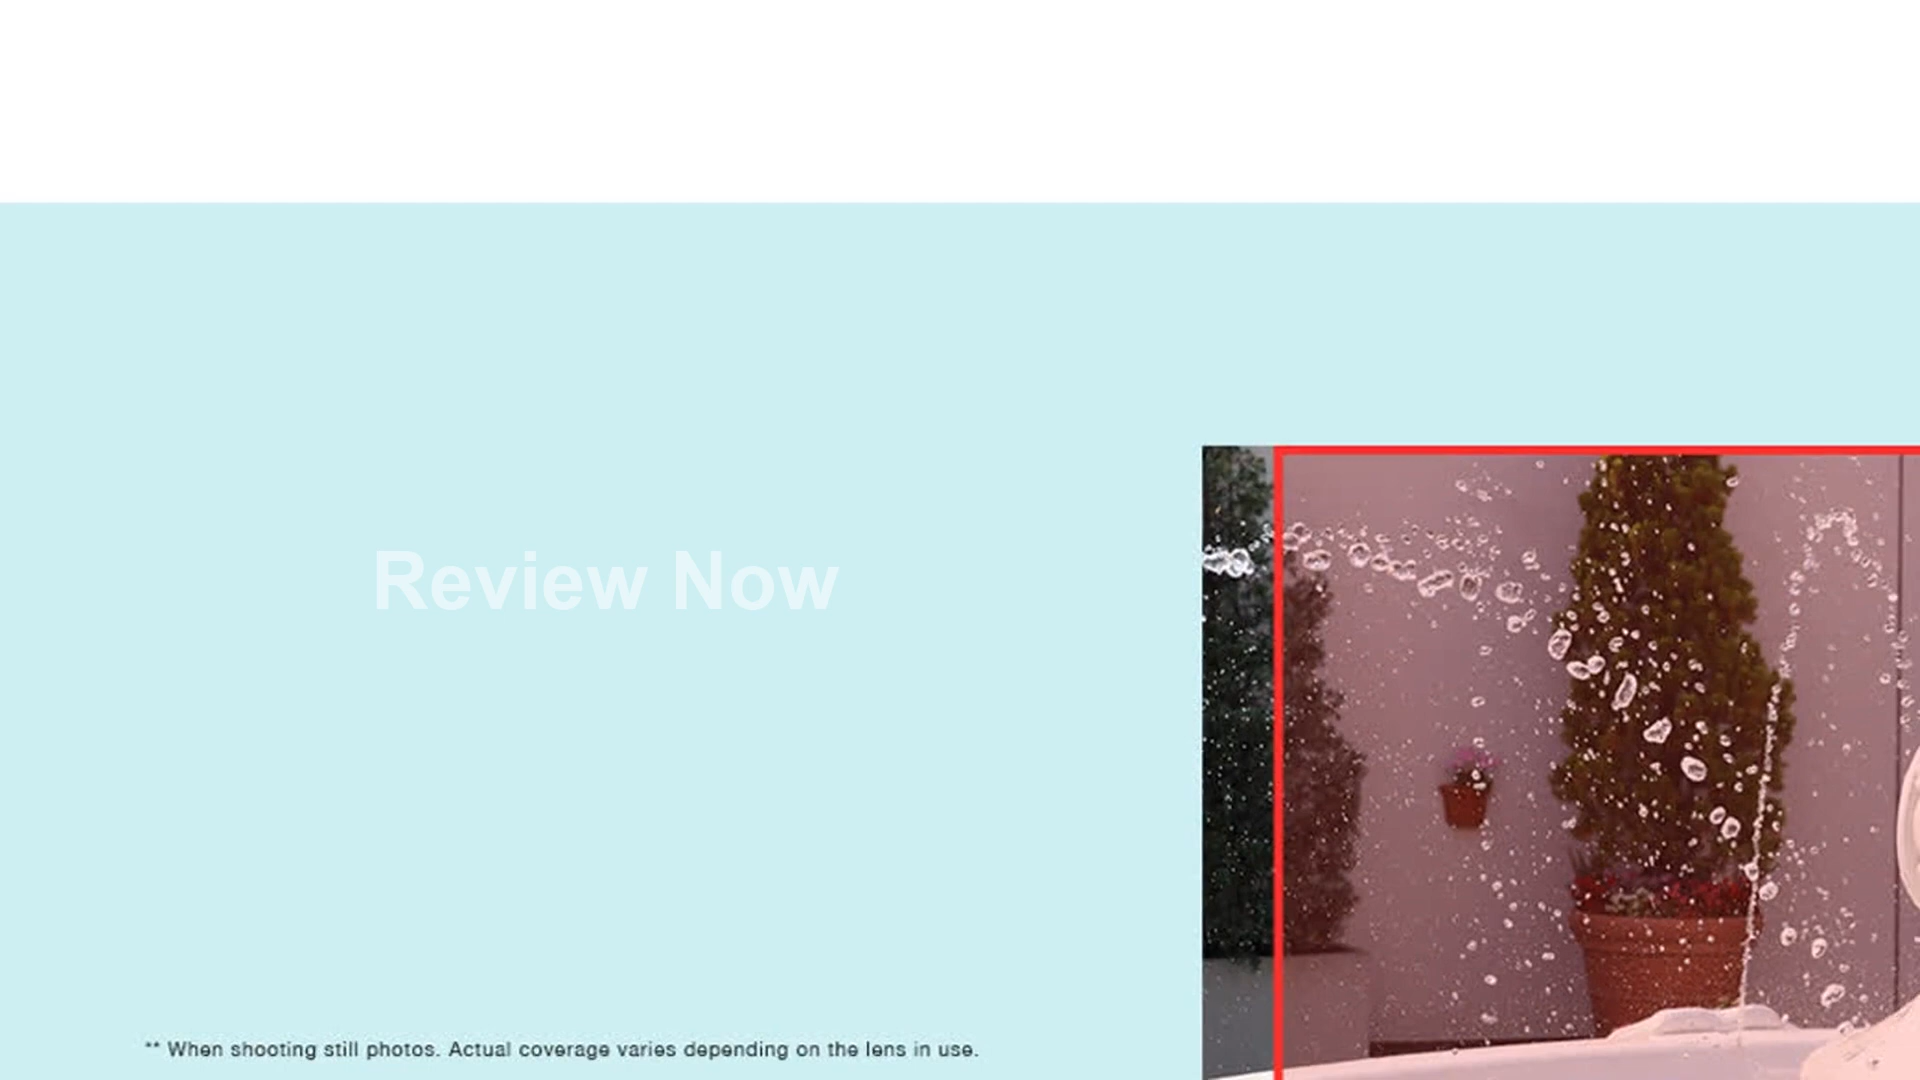 Review Now
** When shooting still photos. Actual coverage varies depending on the lens in use.